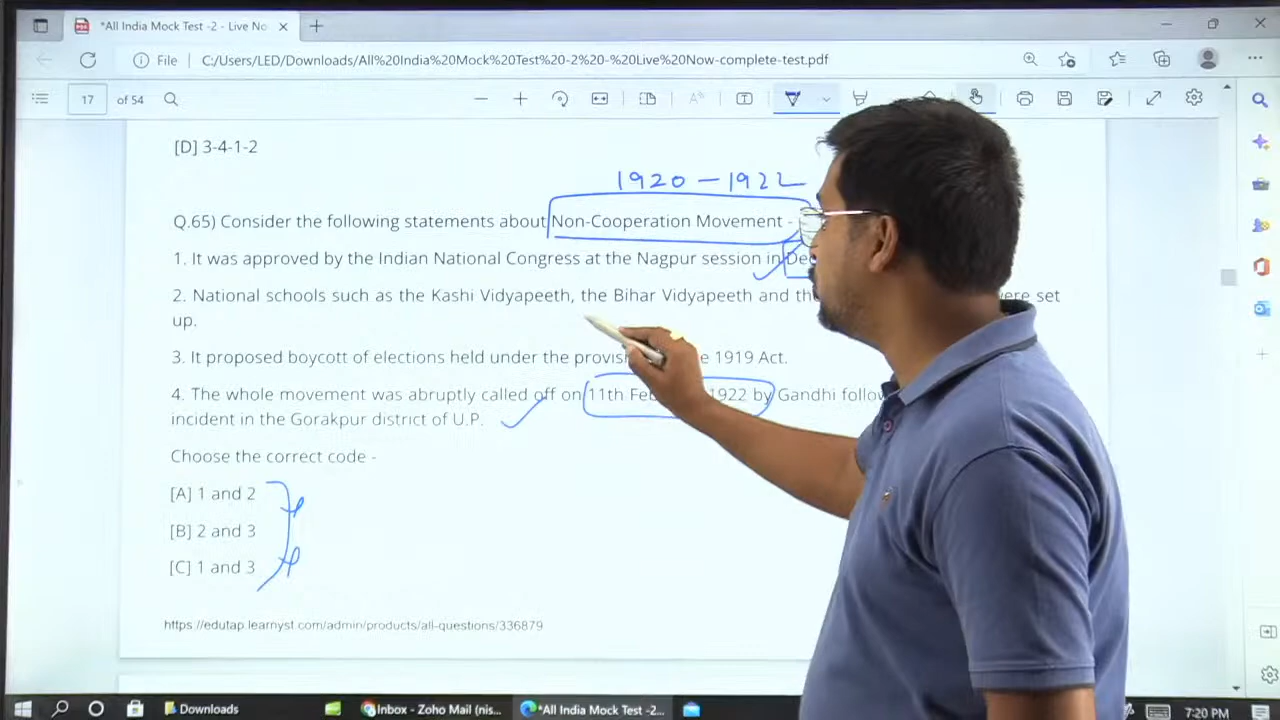 *All India Mock Test -2 - Live No
File C:/Users/LED/Downloads/All%20India%20Mock%20Test%20-2%20-%20Live%20Now-complete-test.pdf
17 of 54
[D] 3-4-1-2
1920 – 1922
Q.65) Consider the following statements about Non-Cooperation Movement -
1. It was approved by the Indian National Congress at the Nagpur session in Dec
2. National schools such as the Kashi Vidyapeeth, the Bihar Vidyapeeth and the were set
up.
3. It proposed boycott of elections held under the 1919 Act.
4. The whole movement was abruptly called off on 11th 1922 by Gandhi
incident in the Gorakpur district of U.P.
Choose the correct code -
[A] 1 and 2
[B] 2 and 3
[C] 1 and 3
https://edutap.learnyst.com/admin/products/all-questions/336879
Downloads Inbox - Zoho Mail (nis... *All India Mock Test -2... 7:20 PM